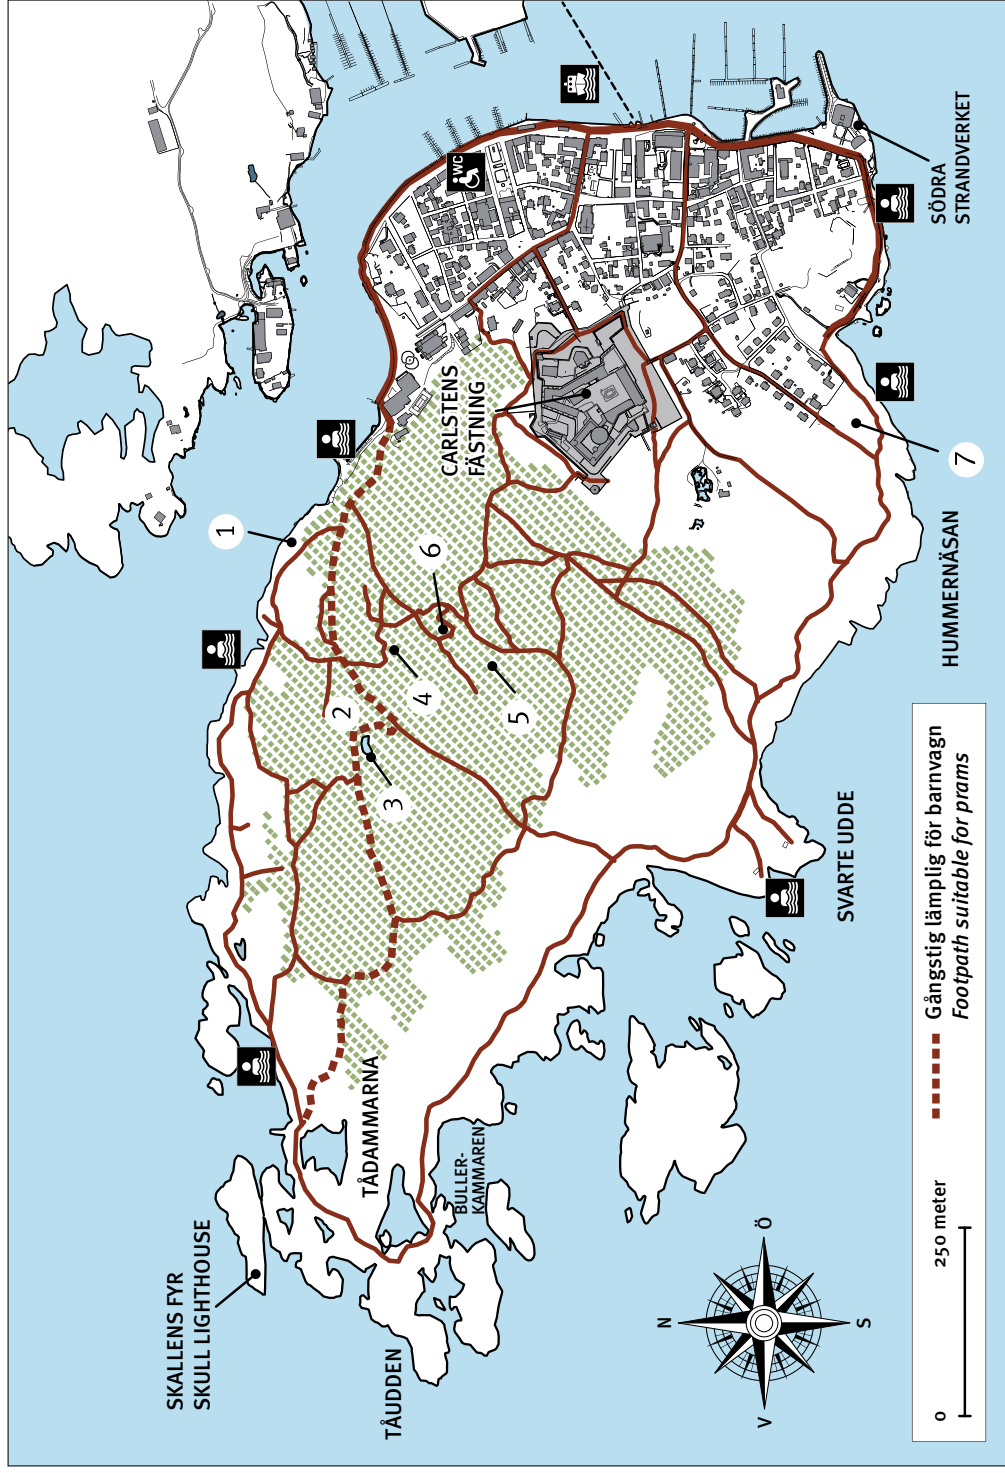 SKALLENS FYR
SKULL LIGHTHOUSE
TÅUDDEN
TÅDAMMARNA
BULLER-
KAMMAREN
SVARTE UDDE
HUMMERNÄSAN
CARLSTENS
FÄSTNING
SÖDRA
STRANDVERKET
WC
1
2
3
4
5
6
7
N
V
Ö
S
0
250 meter
Gångstig lämplig för barnvagn
Footpath suitable for prams